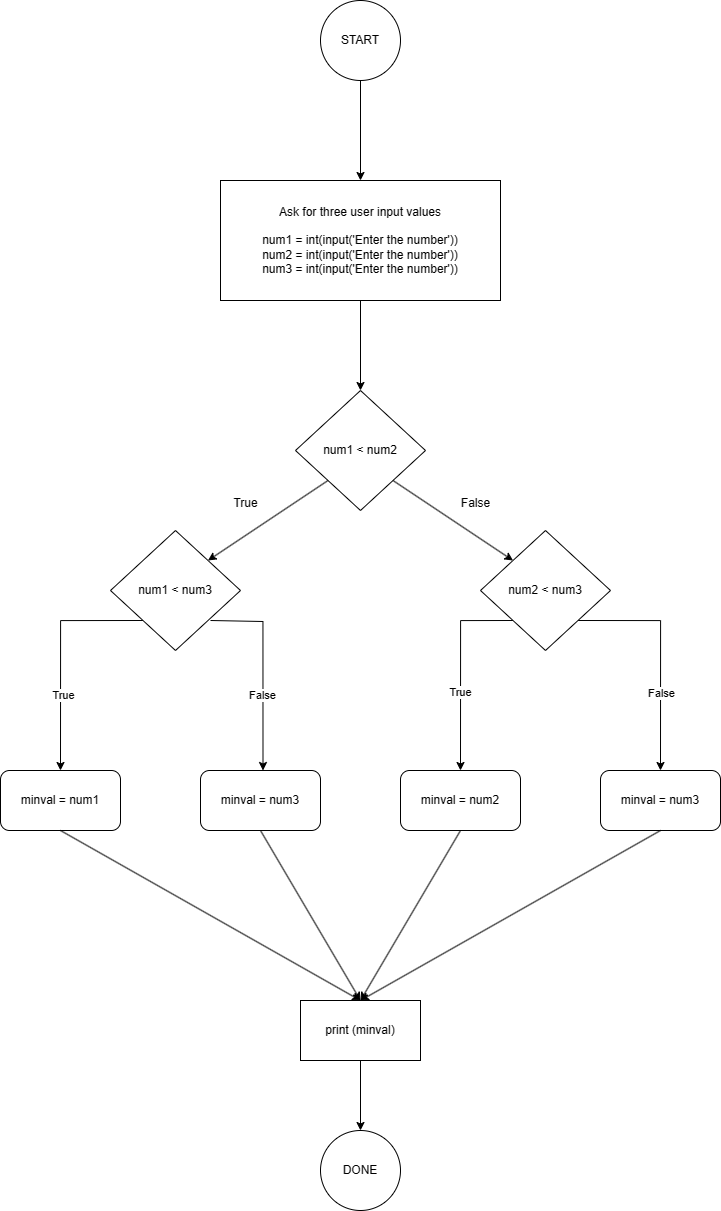 START
Ask for three user input values
num1 = int(input('Enter the number'))
num2 = int(input('Enter the number'))
num3 = int(input('Enter the number'))
num1 < num2
True
False
num1 < num3
num2 < num3
True
False
True
False
minval = num1
minval = num3
minval = num2
minval = num3
print (minval)
DONE